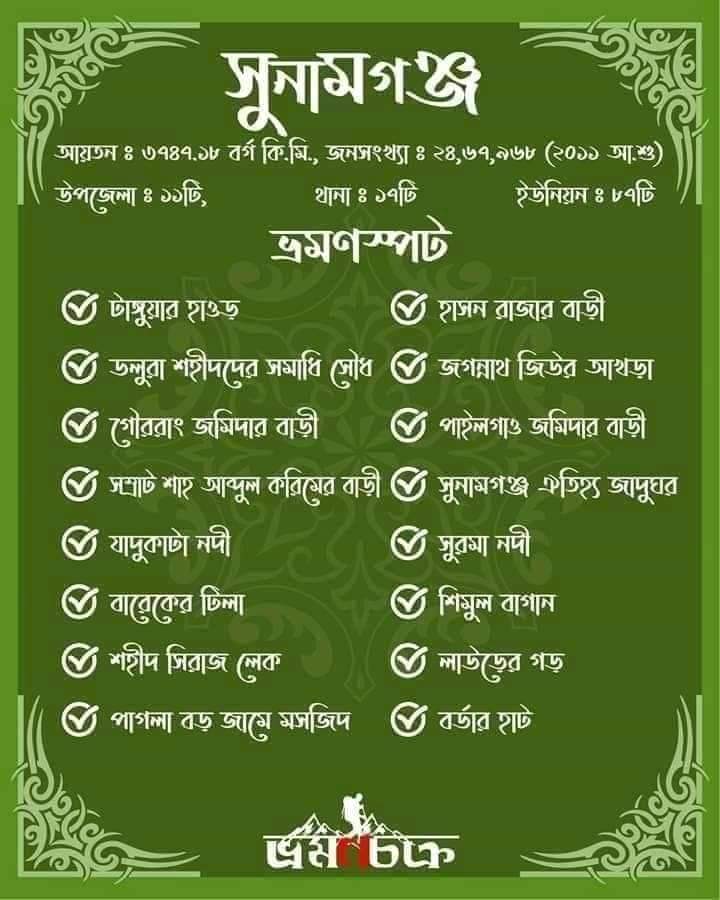 সুনামগঞ্জ
আয়তন ঃ ৩৭৪৭.১৮ বর্গ কি.মি., জনসংখ্যা ঃ ২৪,৬৭,৯৬৮ (২০১১ আ.শু)
উপজেলা ঃ ১১টি, থানা ঃ ১৭টি ইউনিয়ন ঃ ৮৭টি
ভ্রমণস্পট
টাঙ্গুয়ার হাওড় হাসন রাজার বাড়ী
ডলুরা শহীদদের সমাধি সৌধ জগন্নাথ জিউর আখড়া
গৌররাং জমিদার বাড়ী পাইলগাও জমিদার বাড়ী
সম্রাট শাহ আব্দুল করিমের বাড়ী সুনামগঞ্জ ঐতিহ্য জাদুঘর
যাদুকাটা নদী সুরমা নদী
বারেকের টিলা শিমুল বাগান
শহীদ সিরাজ লেক লাউড়ের গড়
পাগলা বড় জামে মসজিদ বর্ডার হাট
ভ্রমণচক্র